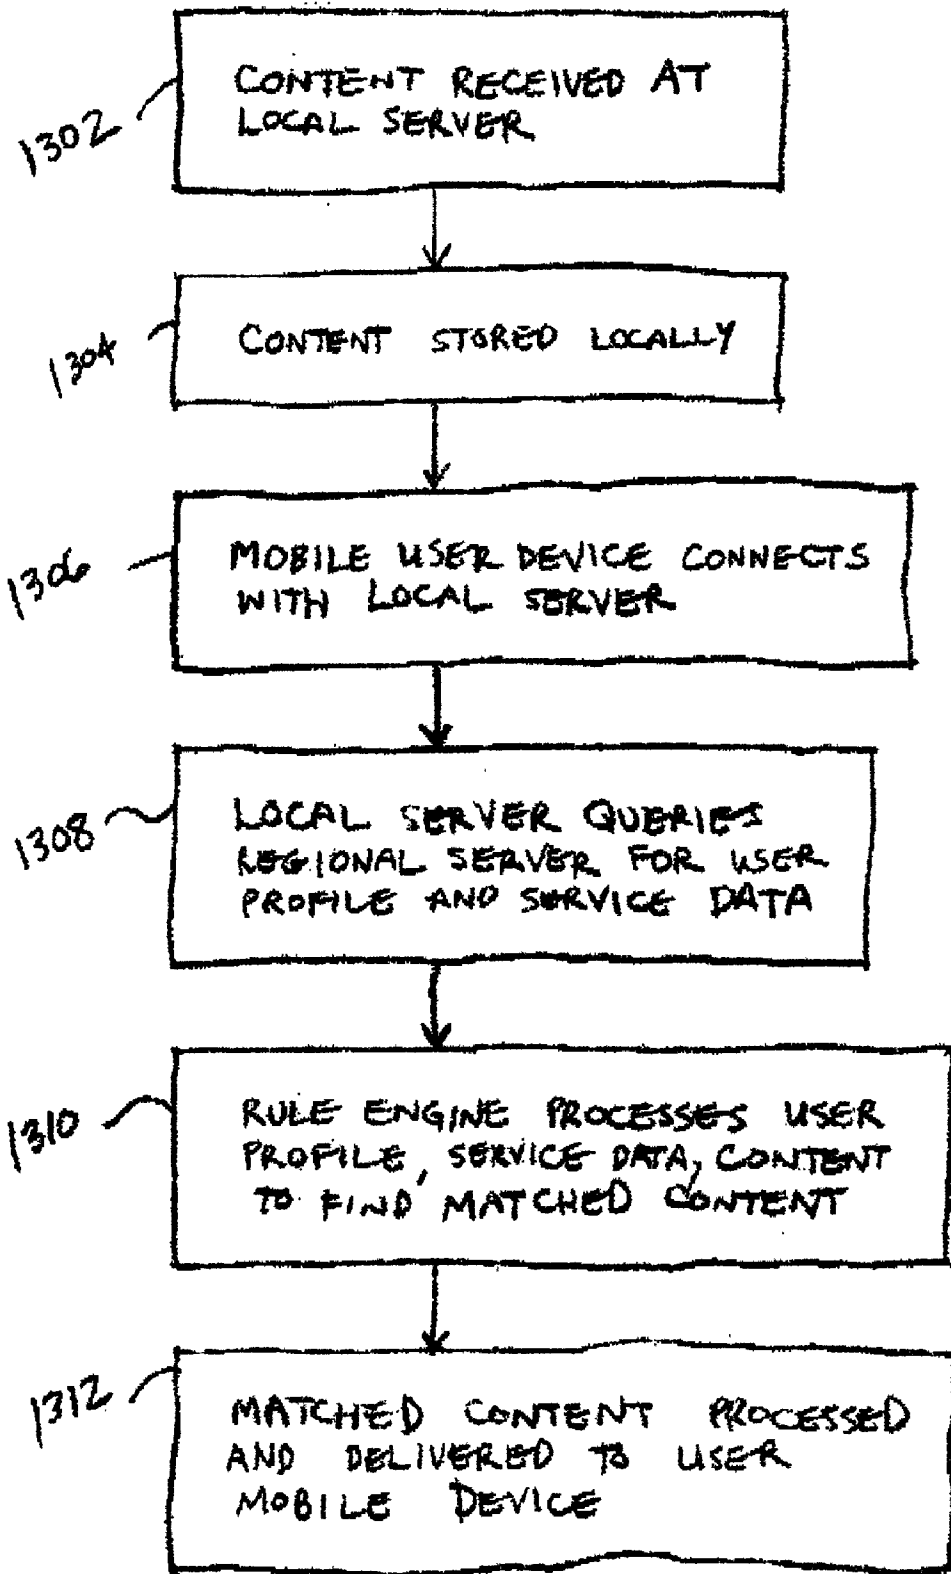 1302
CONTENT RECEIVED AT
LOCAL SERVER
1304
CONTENT STORED LOCALLY
1306
MOBILE USER DEVICE CONNECTS
WITH LOCAL SERVER
1308
LOCAL SERVER QUERIES
REGIONAL SERVER FOR USER
PROFILE AND SERVICE DATA
1310
RULE ENGINE PROCESSES USER
PROFILE, SERVICE DATA, CONTENT
TO FIND MATCHED CONTENT
1312
MATCHED CONTENT PROCESSED
AND DELIVERED TO USER
MOBILE DEVICE